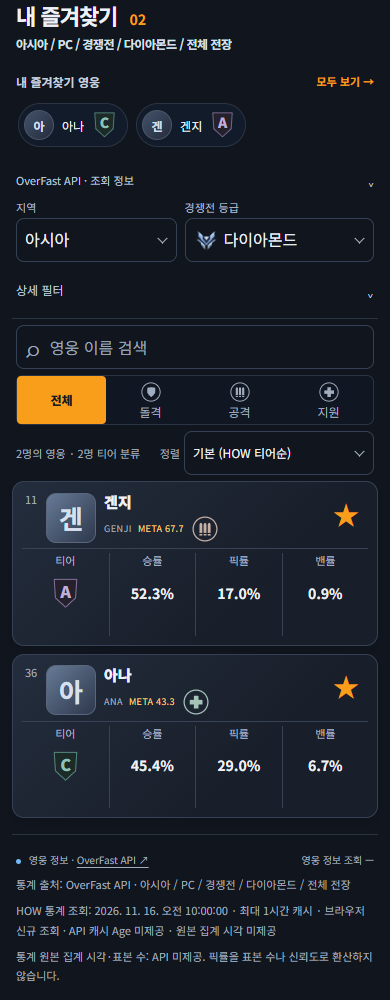 내 즐겨찾기 02
아시아 / PC / 경쟁전 / 다이아몬드 / 전체 전장
내 즐겨찾기 영웅 모두 보기 →
아 아나 C 겐 겐지 A
OverFast API · 조회 정보
지역 경쟁전 등급
아시아 다이아몬드
상세 필터
영웅 이름 검색
전체 돌격 공격 지원
2명의 영웅 · 2명 티어 분류 정렬 기본 (HOW 티어순)
11 겐 겐지 ★
GENJI META 67.7
티어 승률 픽률 밴률
A 52.3% 17.0% 0.9%
36 아 아나 ★
ANA META 43.3
티어 승률 픽률 밴률
C 45.4% 29.0% 6.7%
영웅 정보 · OverFast API ↗ 영웅 정보 조회 —
통계 출처: OverFast API · 아시아 / PC / 경쟁전 / 다이아몬드 / 전체 전장
HOW 통계 조회: 2026. 11. 16. 오전 10:00:00 · 최대 1시간 캐시 · 브라우저
신규 조회 · API 캐시 Age 미제공 · 원본 집계 시각 미제공
통계 원본 집계 시각·표본 수: API 미제공. 픽률을 표본 수나 신뢰도로 환산하지
않습니다.